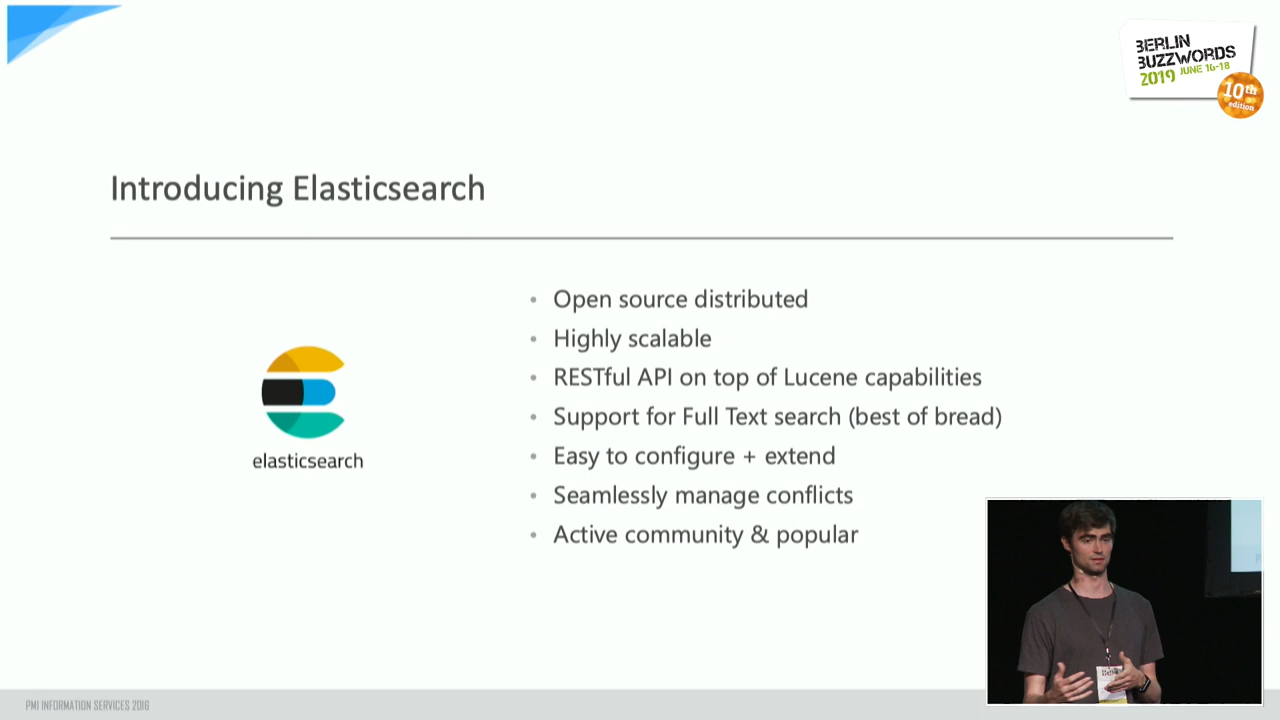 BERLIN
BUZZWORDS
2019 JUNE 16-18
10th
edition
Introducing Elasticsearch
• Open source distributed
• Highly scalable
• RESTful API on top of Lucene capabilities
• Support for Full Text search (best of bread)
• Easy to configure + extend
• Seamlessly manage conflicts
• Active community & popular
elasticsearch
PMI INFORMATION SERVICES 2016